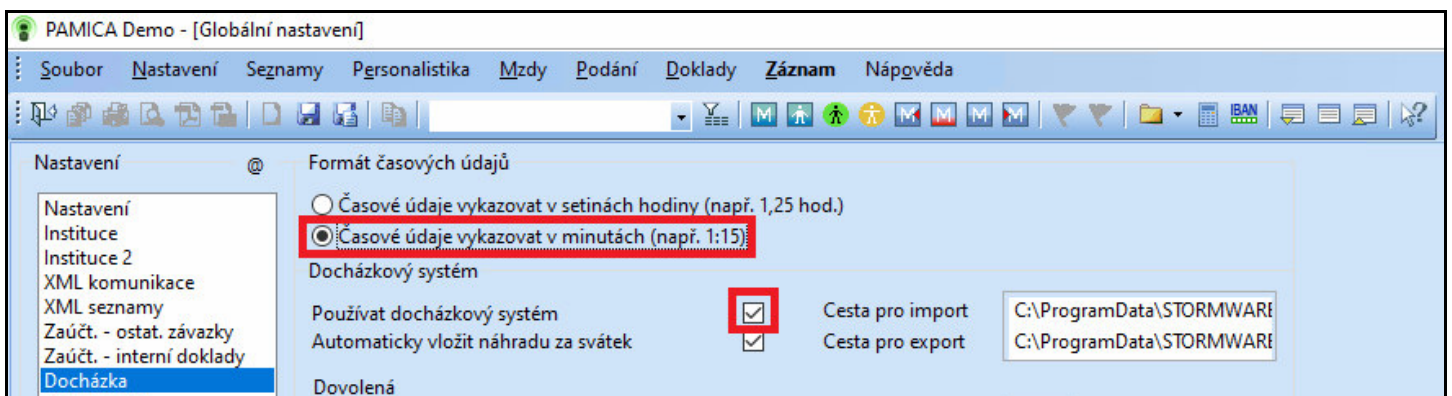 PAMICA Demo - [Globální nastavení]
Soubor Nastavení Seznamy Personalistika Mzdy Podání Doklady Záznam Nápověda
IBAN
Nastavení @
Nastavení
Instituce
Instituce 2
XML komunikace
XML seznamy
Zaúčt. - ostat. závazky
Zaúčt. - interní doklady
Docházka
Formát časových údajů
Časové údaje vykazovat v setinách hodiny (např. 1,25 hod.)
Časové údaje vykazovat v minutách (např. 1:15)
Docházkový systém
Používat docházkový systém Cesta pro import C:\ProgramData\STORMWARE
Automaticky vložit náhradu za svátek Cesta pro export C:\ProgramData\STORMWARE
Dovolená